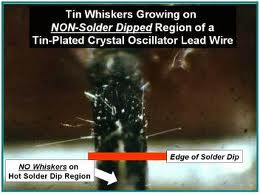 Tin Whiskers Growing on
NON-Solder Dipped Region of a
Tin-Plated Crystal Oscillator Lead Wire
Edge of Solder Dip
NO Whiskers on
Hot Solder Dip Region